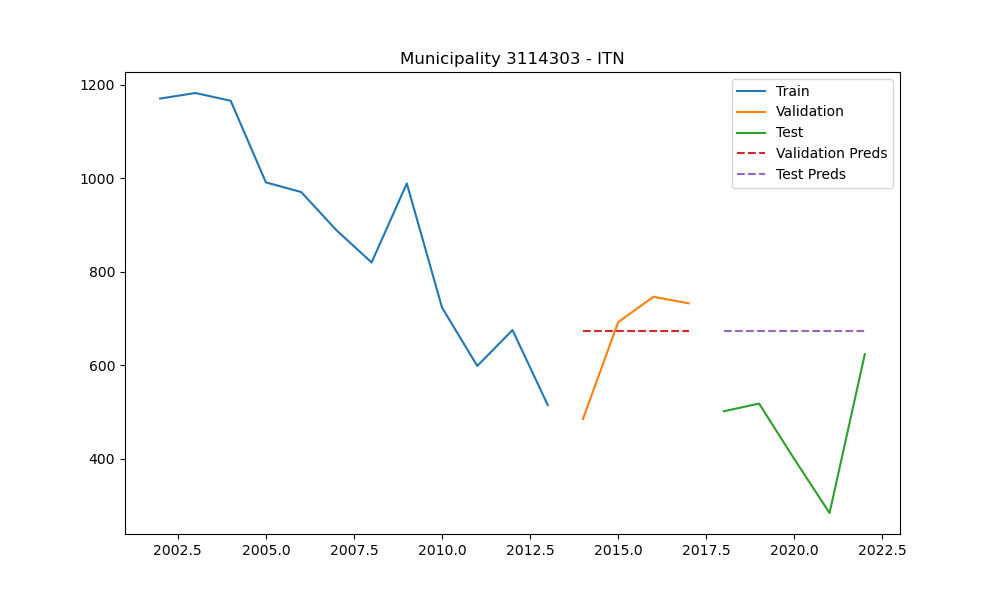 Municipality 3114303 - ITN
Train
Validation
Test
Validation Preds
Test Preds
1200
1000
800
600
400
2002.5 2005.0 2007.5 2010.0 2012.5 2015.0 2017.5 2020.0 2022.5